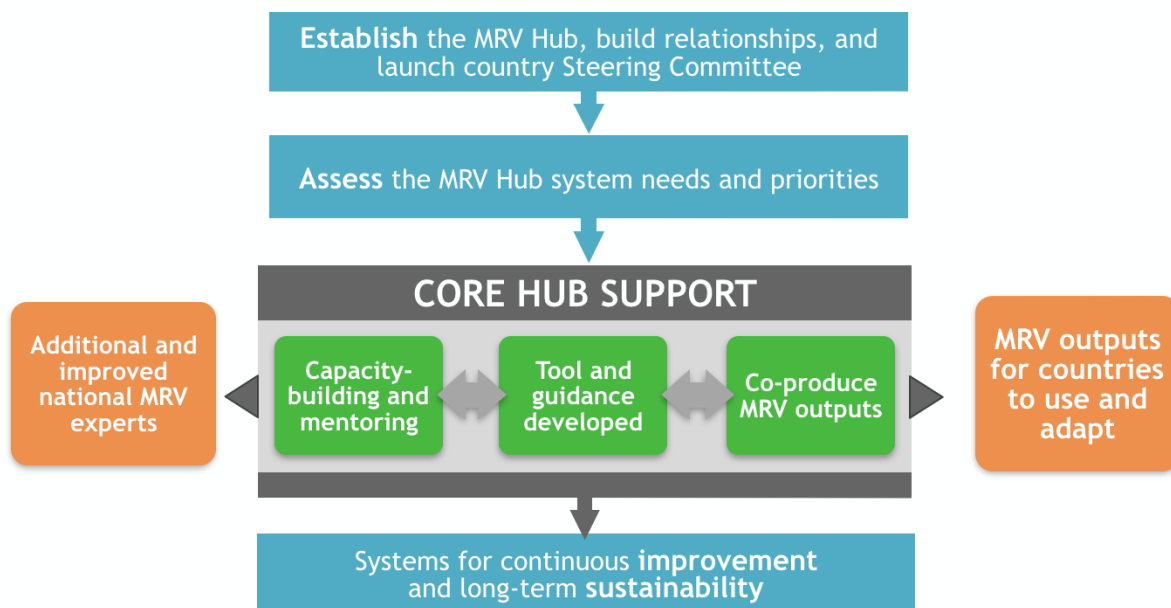 Establish the MRV Hub, build relationships, and
launch country Steering Committee
Assess the MRV Hub system needs and priorities
CORE HUB SUPPORT
Additional and
improved
national MRV
experts
Capacity-
building and
mentoring
Tool and
guidance
developed
Co-produce
MRV outputs
MRV outputs
for countries
to use and
adapt
Systems for continuous improvement
and long-term sustainability